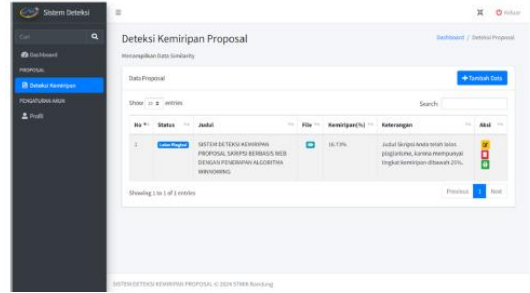 Sistem Deteksi
Keluar
Cari
Dashboard
PROPOSAL
Deteksi Kemiripan
PENGATURAN AKUN
Profil
Deteksi Kemiripan Proposal
Dashboard / Deteksi Proposal
Menampilkan Data Similarity
Data Proposal
Tambah Data
Show 10 entries
Search:
No Status Judul File Kemiripan(%) Keterangan Aksi
1 Lolos Plagiat SISTEM DETEKSI KEMIRIPAN 16.73% Judul Skripsi Anda telah lolos
PROPOSAL SKRIPSI BERBASIS WEB plagiarisme, karena mempunyai
DENGAN PENERAPAN ALGORITMA tingkat kemiripan dibawah 25%.
WINNOWING
Showing 1 to 1 of 1 entries
Previous 1 Next
SISTEM DETEKSI KEMIRIPAN PROPOSAL © 2024 STMIK Bandung